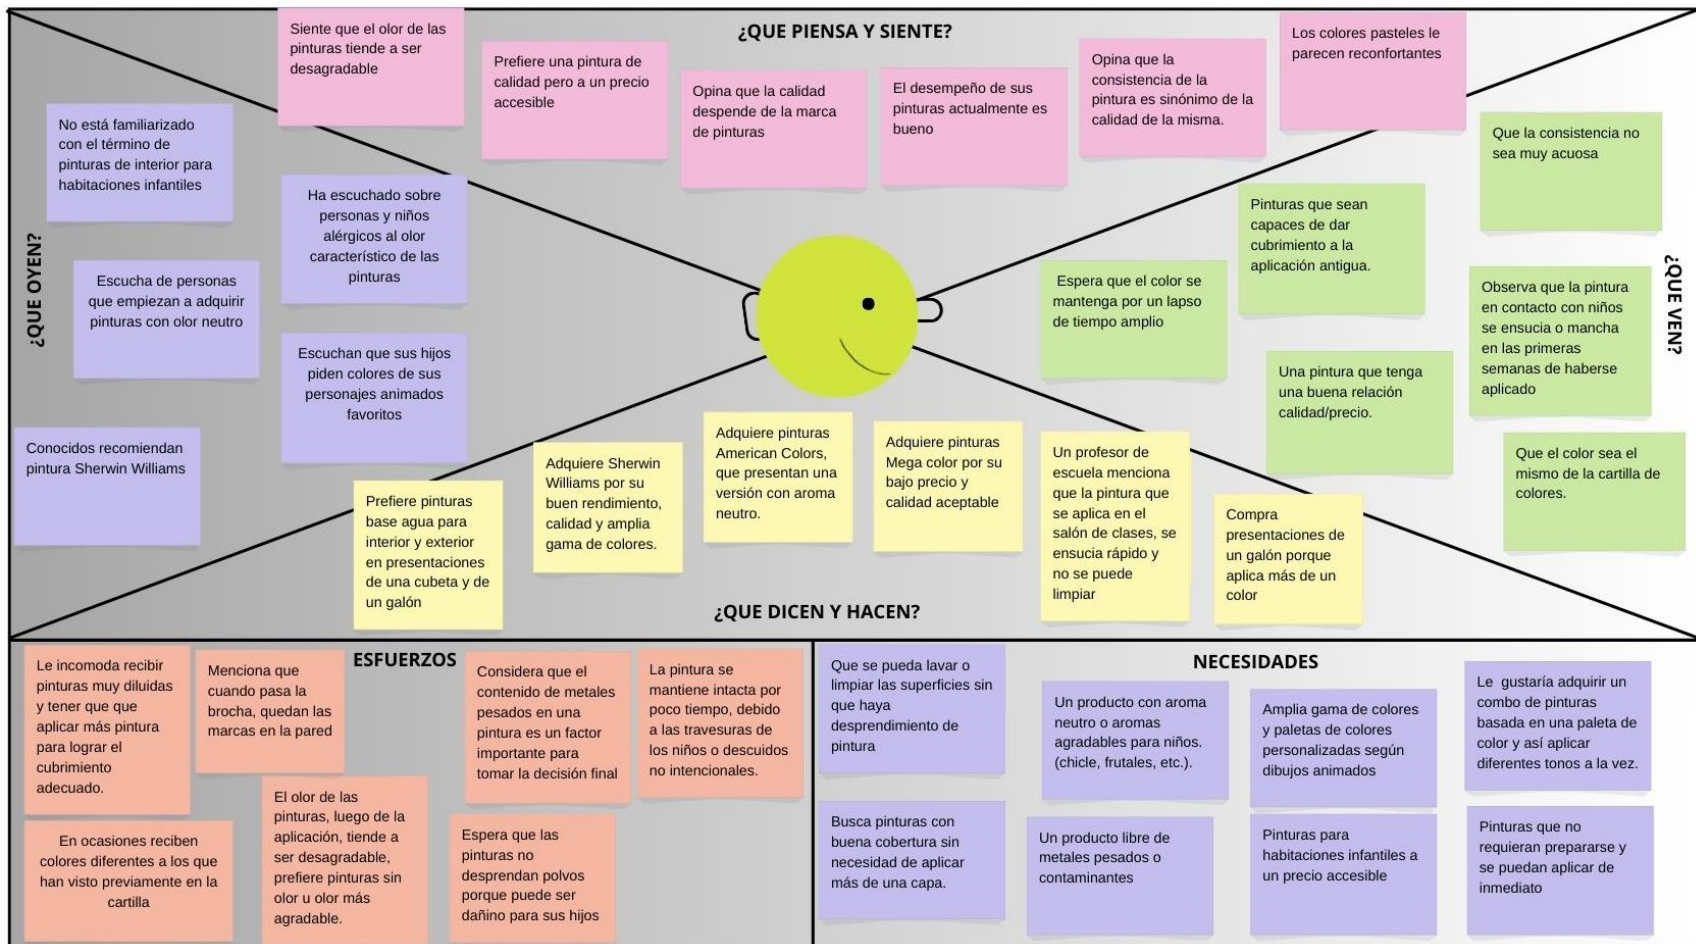 ¿QUE PIENSA Y SIENTE?
Siente que el olor de las
pinturas tiende a ser
desagradable
Prefiere una pintura de
calidad pero a un precio
accesible
Opina que la calidad
despende de la marca
de pinturas
El desempeño de sus
pinturas actualmente es
bueno
Opina que la
consistencia de la
pintura es sinónimo de la
calidad de la misma.
Los colores pasteles le
parecen reconfortantes
¿QUE OYEN?
No está familiarizado
con el término de
pinturas de interior para
habitaciones infantiles
Ha escuchado sobre
personas y niños
alérgicos al olor
característico de las
pinturas
Escucha de personas
que empiezan a adquirir
pinturas con olor neutro
Escuchan que sus hijos
piden colores de sus
personajes animados
favoritos
Conocidos recomiendan
pintura Sherwin Williams
¿QUE VEN?
Que la consistencia no
sea muy acuosa
Pinturas que sean
capaces de dar
cubrimiento a la
aplicación antigua.
Espera que el color se
mantenga por un lapso
de tiempo amplio
Observa que la pintura
en contacto con niños
se ensucia o mancha
en las primeras
semanas de haberse
aplicado
Una pintura que tenga
una buena relación
calidad/precio.
Que el color sea el
mismo de la cartilla de
colores.
Prefiere pinturas
base agua para
interior y exterior
en presentaciones
de una cubeta y de
un galón
Adquiere Sherwin
Williams por su
buen rendimiento,
calidad y amplia
gama de colores.
Adquiere pinturas
American Colors,
que presentan una
versión con aroma
neutro.
Adquiere pinturas
Mega color por su
bajo precio y
calidad aceptable
Un profesor de
escuela menciona
que la pintura que
se aplica en el
salón de clases, se
ensucia rápido y
no se puede
limpiar
Compra
presentaciones de
un galón porque
aplica más de un
color
¿QUE DICEN Y HACEN?
ESFUERZOS
Le incomoda recibir
pinturas muy diluidas
y tener que que
aplicar más pintura
para lograr el
cubrimiento
adecuado.
Menciona que
cuando pasa la
brocha, quedan las
marcas en la pared
Considera que el
contenido de metales
pesados en una
pintura es un factor
importante para
tomar la decisión final
La pintura se
mantiene intacta por
poco tiempo, debido
a las travesuras de
los niños o descuidos
no intencionales.
En ocasiones reciben
colores diferentes a los que
han visto previamente en la
cartilla
El olor de las
pinturas, luego de la
aplicación, tiende a
ser desagradable,
prefiere pinturas sin
olor u olor más
agradable.
Espera que las
pinturas no
desprendan polvos
porque puede ser
dañino para sus hijos
NECESIDADES
Que se pueda lavar o
limpiar las superficies sin
que haya
desprendimiento de
pintura
Un producto con aroma
neutro o aromas
agradables para niños.
(chicle, frutales, etc.).
Amplia gama de colores
y paletas de colores
personalizadas según
dibujos animados
Le gustaría adquirir un
combo de pinturas
basada en una paleta de
color y así aplicar
diferentes tonos a la vez.
Busca pinturas con
buena cobertura sin
necesidad de aplicar
más de una capa.
Un producto libre de
metales pesados o
contaminantes
Pinturas para
habitaciones infantiles a
un precio accesible
Pinturas que no
requieran prepararse y
se puedan aplicar de
inmediato